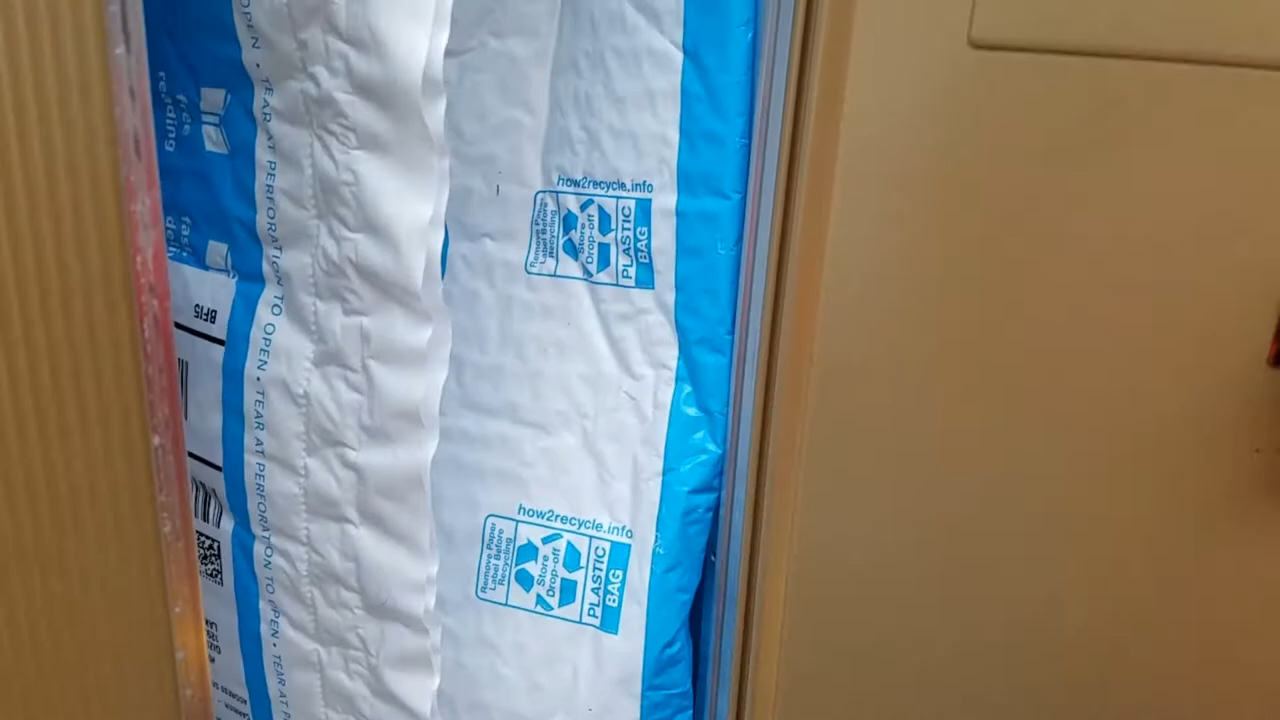 OPEN • TEAR AT PERFORATION TO OPEN • TEAR AT PERFORATION TO OPEN • TEAR AT
free
reading
fast
BFI5
how2recycle.info
Remove Paper
Label Before
Recycling
Store
Drop-off
PLASTIC
BAG
how2recycle.info
Remove Paper
Label Before
Recycling
Store
Drop-off
PLASTIC
BAG